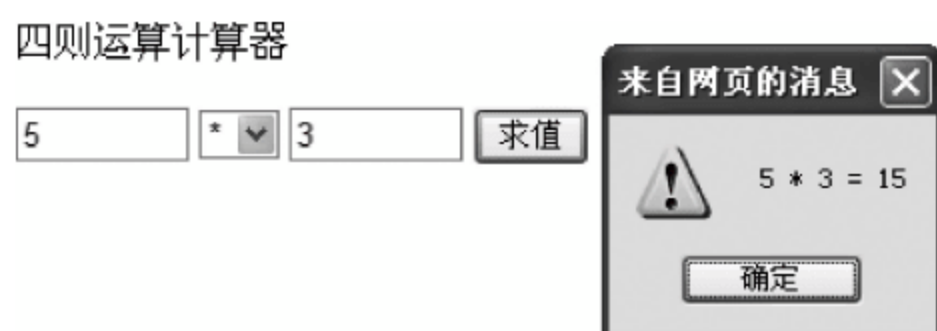 四则运算计算器
5 * 3 求值
来自网页的消息
5 * 3 = 15
确定